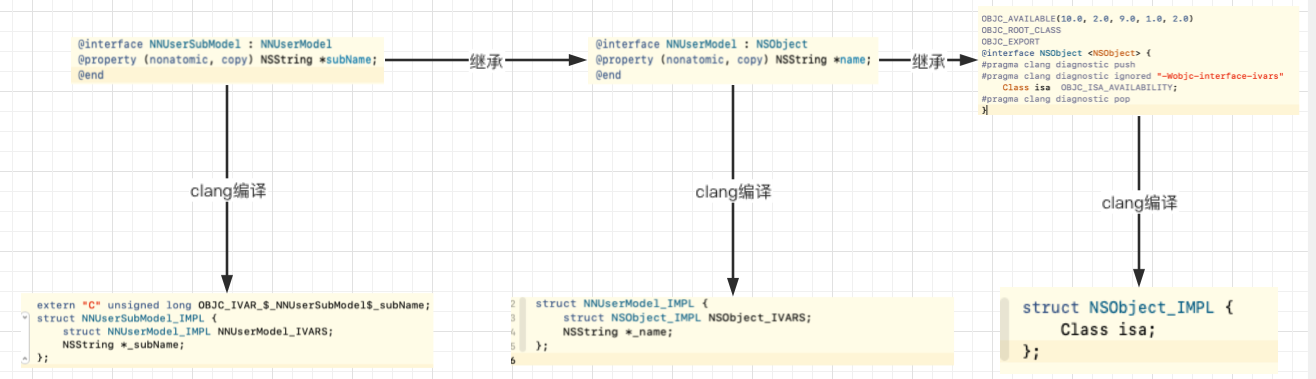 @interface NNUserSubModel : NNUserModel
@property (nonatomic, copy) NSString *subName;
@end
继承
@interface NNUserModel : NSObject
@property (nonatomic, copy) NSString *name;
@end
继承
OBJC_AVAILABLE(10.0, 2.0, 9.0, 1.0, 2.0)
OBJC_ROOT_CLASS
OBJC_EXPORT
@interface NSObject <NSObject> {
#pragma clang diagnostic push
#pragma clang diagnostic ignored "-Wobjc-interface-ivars"
    Class isa  OBJC_ISA_AVAILABILITY;
#pragma clang diagnostic pop
}
clang编译
clang编译
clang编译
extern "C" unsigned long OBJC_IVAR_$_NNUserSubModel$_subName;
struct NNUserSubModel_IMPL {
    struct NNUserModel_IMPL NNUserModel_IVARS;
    NSString *_subName;
};
2 struct NNUserModel_IMPL {
3     struct NSObject_IMPL NSObject_IVARS;
4     NSString *_name;
5 };
6
struct NSObject_IMPL {
    Class isa;
};